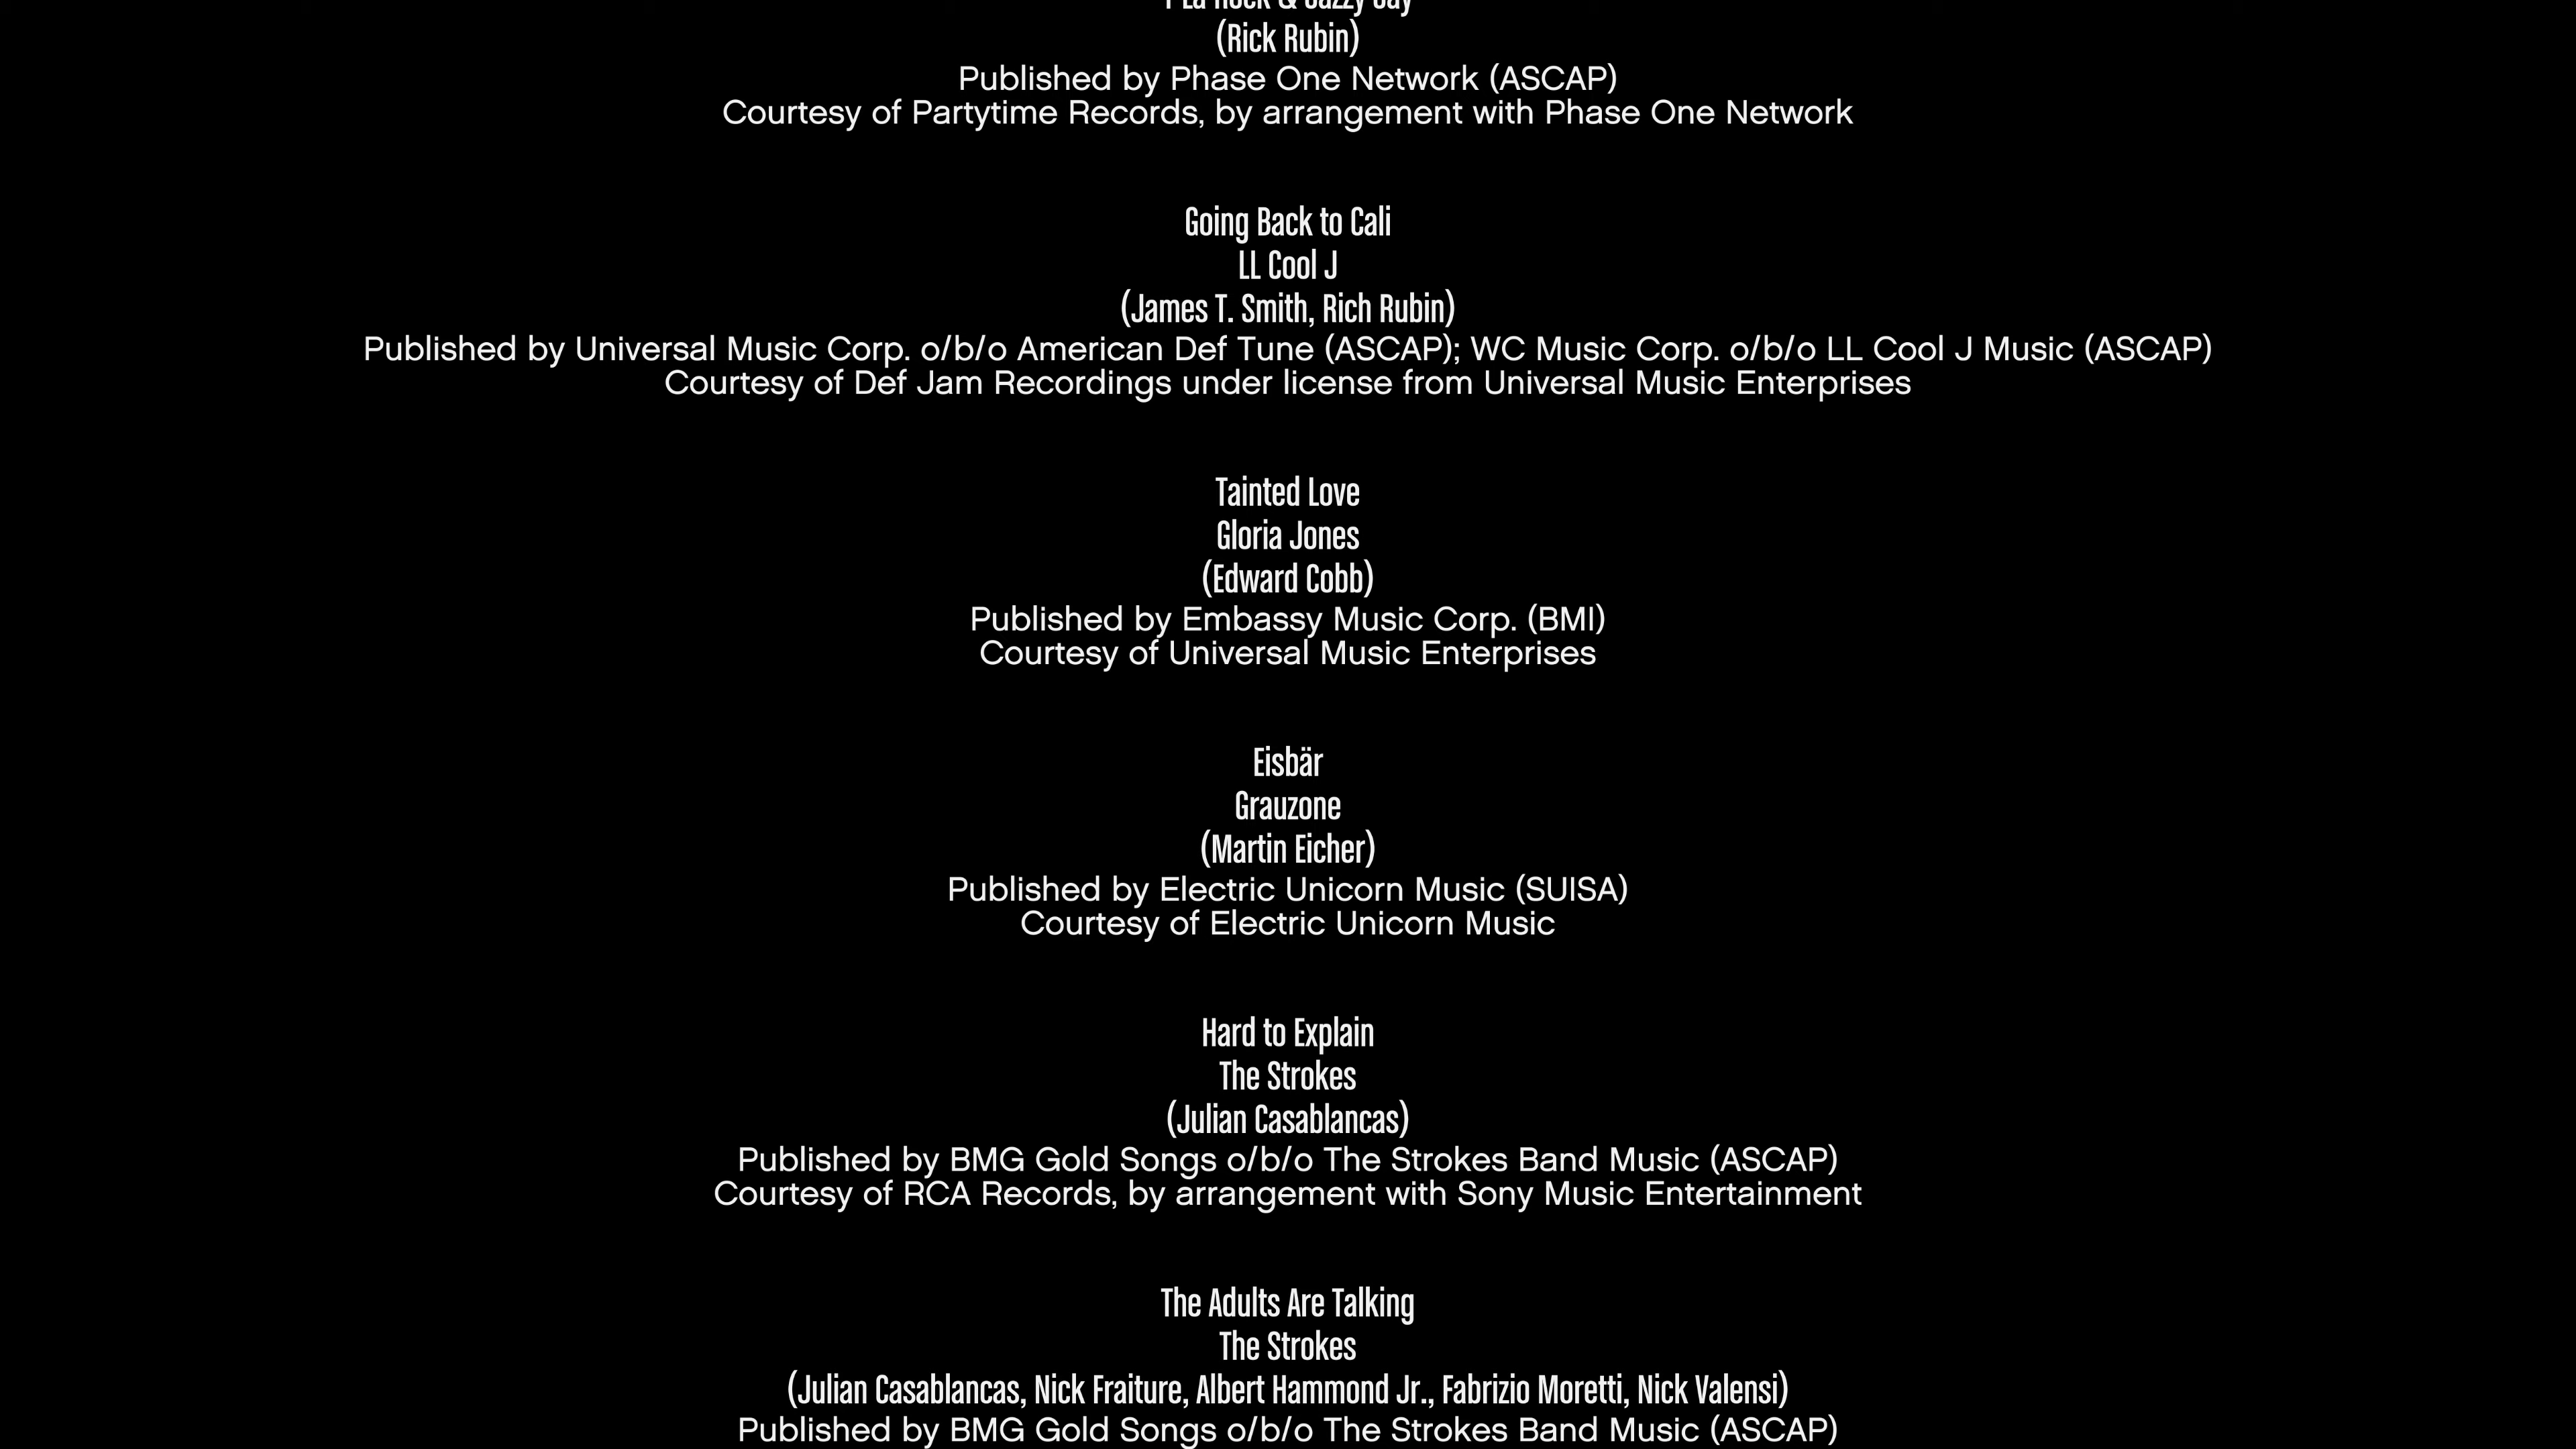 La Rock & Jazzy Jay
(Rick Rubin)
Published by Phase One Network (ASCAP)
Courtesy of Partytime Records, by arrangement with Phase One Network
Going Back to Cali
LL Cool J
(James T. Smith, Rich Rubin)
Published by Universal Music Corp. o/b/o American Def Tune (ASCAP); WC Music Corp. o/b/o LL Cool J Music (ASCAP)
Courtesy of Def Jam Recordings under license from Universal Music Enterprises
Tainted Love
Gloria Jones
(Edward Cobb)
Published by Embassy Music Corp. (BMI)
Courtesy of Universal Music Enterprises
Eisbär
Grauzone
(Martin Eicher)
Published by Electric Unicorn Music (SUISA)
Courtesy of Electric Unicorn Music
Hard to Explain
The Strokes
(Julian Casablancas)
Published by BMG Gold Songs o/b/o The Strokes Band Music (ASCAP)
Courtesy of RCA Records, by arrangement with Sony Music Entertainment
The Adults Are Talking
The Strokes
(Julian Casablancas, Nick Fraiture, Albert Hammond Jr., Fabrizio Moretti, Nick Valensi)
Published by BMG Gold Songs o/b/o The Strokes Band Music (ASCAP)